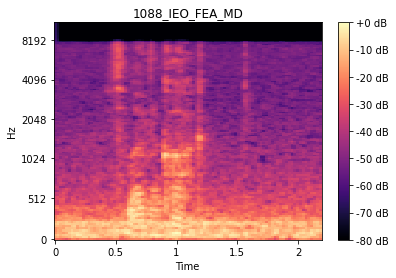 1088_IEO_FEA_MD
8192
4096
2048
1024
512
0
Hz
0
0.5
1
1.5
2
Time
+0 dB
-10 dB
-20 dB
-30 dB
-40 dB
-50 dB
-60 dB
-70 dB
-80 dB